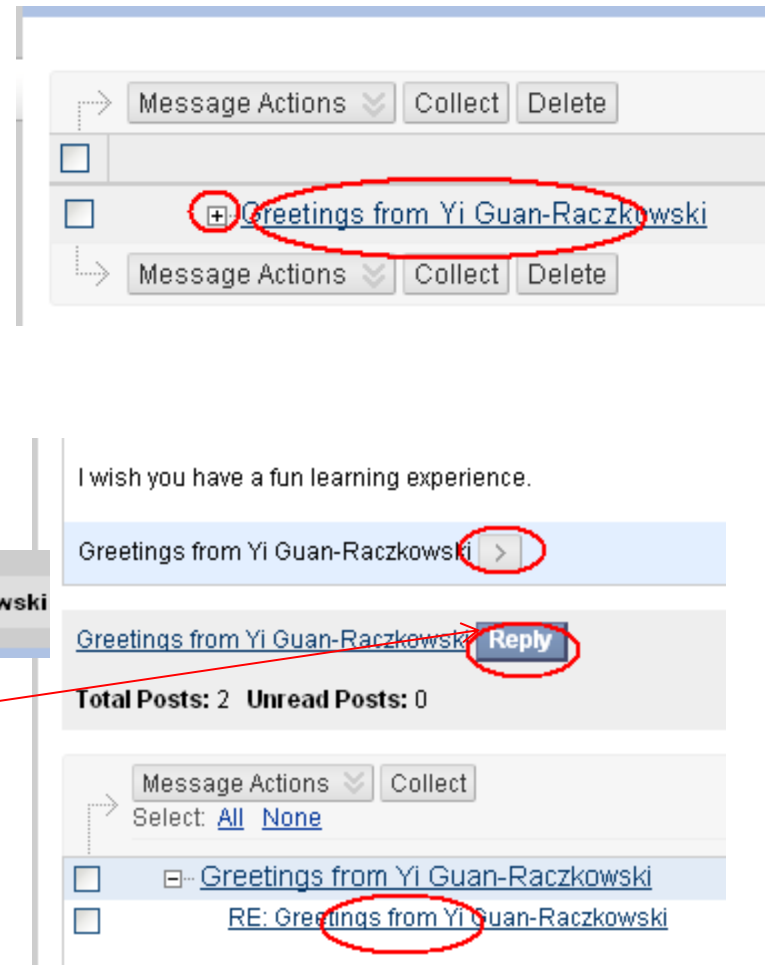 Message Actions Collect Delete
Greetings from Yi Guan-Raczkowski
Message Actions Collect Delete
I wish you have a fun learning experience.
Greetings from Yi Guan-Raczkowski >
wski
Greetings from Yi Guan-Raczkowski Reply
Total Posts: 2 Unread Posts: 0
Message Actions Collect
Select: All None
Greetings from Yi Guan-Raczkowski
RE: Greetings from Yi Guan-Raczkowski